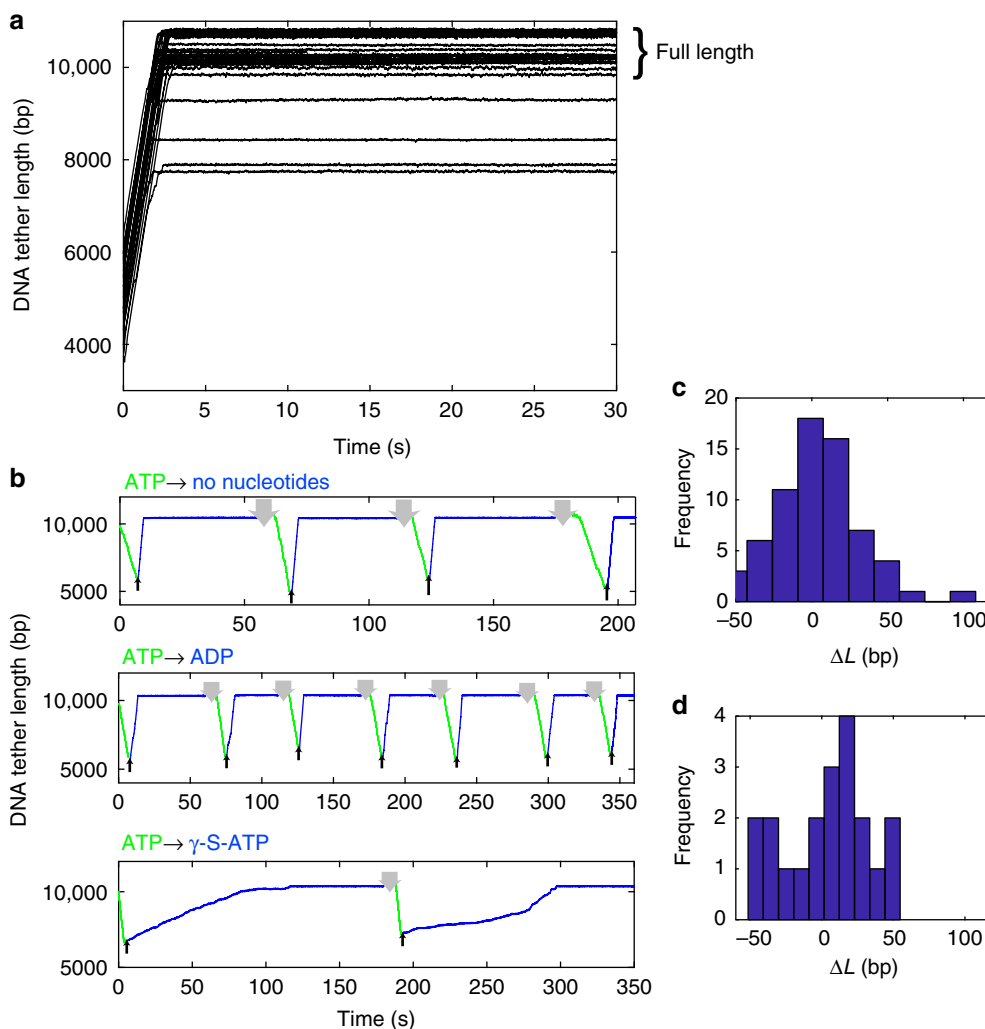 a
DNA tether length (bp)
10,000
8000
6000
4000
Full length
0 5 10 15 20 25 30
Time (s)
b
DNA tether length (bp)
ATP→ no nucleotides
10,000
5000
0 50 100 150 200
ATP→ ADP
10,000
5000
0 50 100 150 200 250 300 350
ATP→ γ-S-ATP
10,000
5000
0 50 100 150 200 250 300 350
Time (s)
c
Frequency
20
15
10
5
0
−50 0 50 100
ΔL (bp)
d
Frequency
4
3
2
1
0
−50 0 50 100
ΔL (bp)